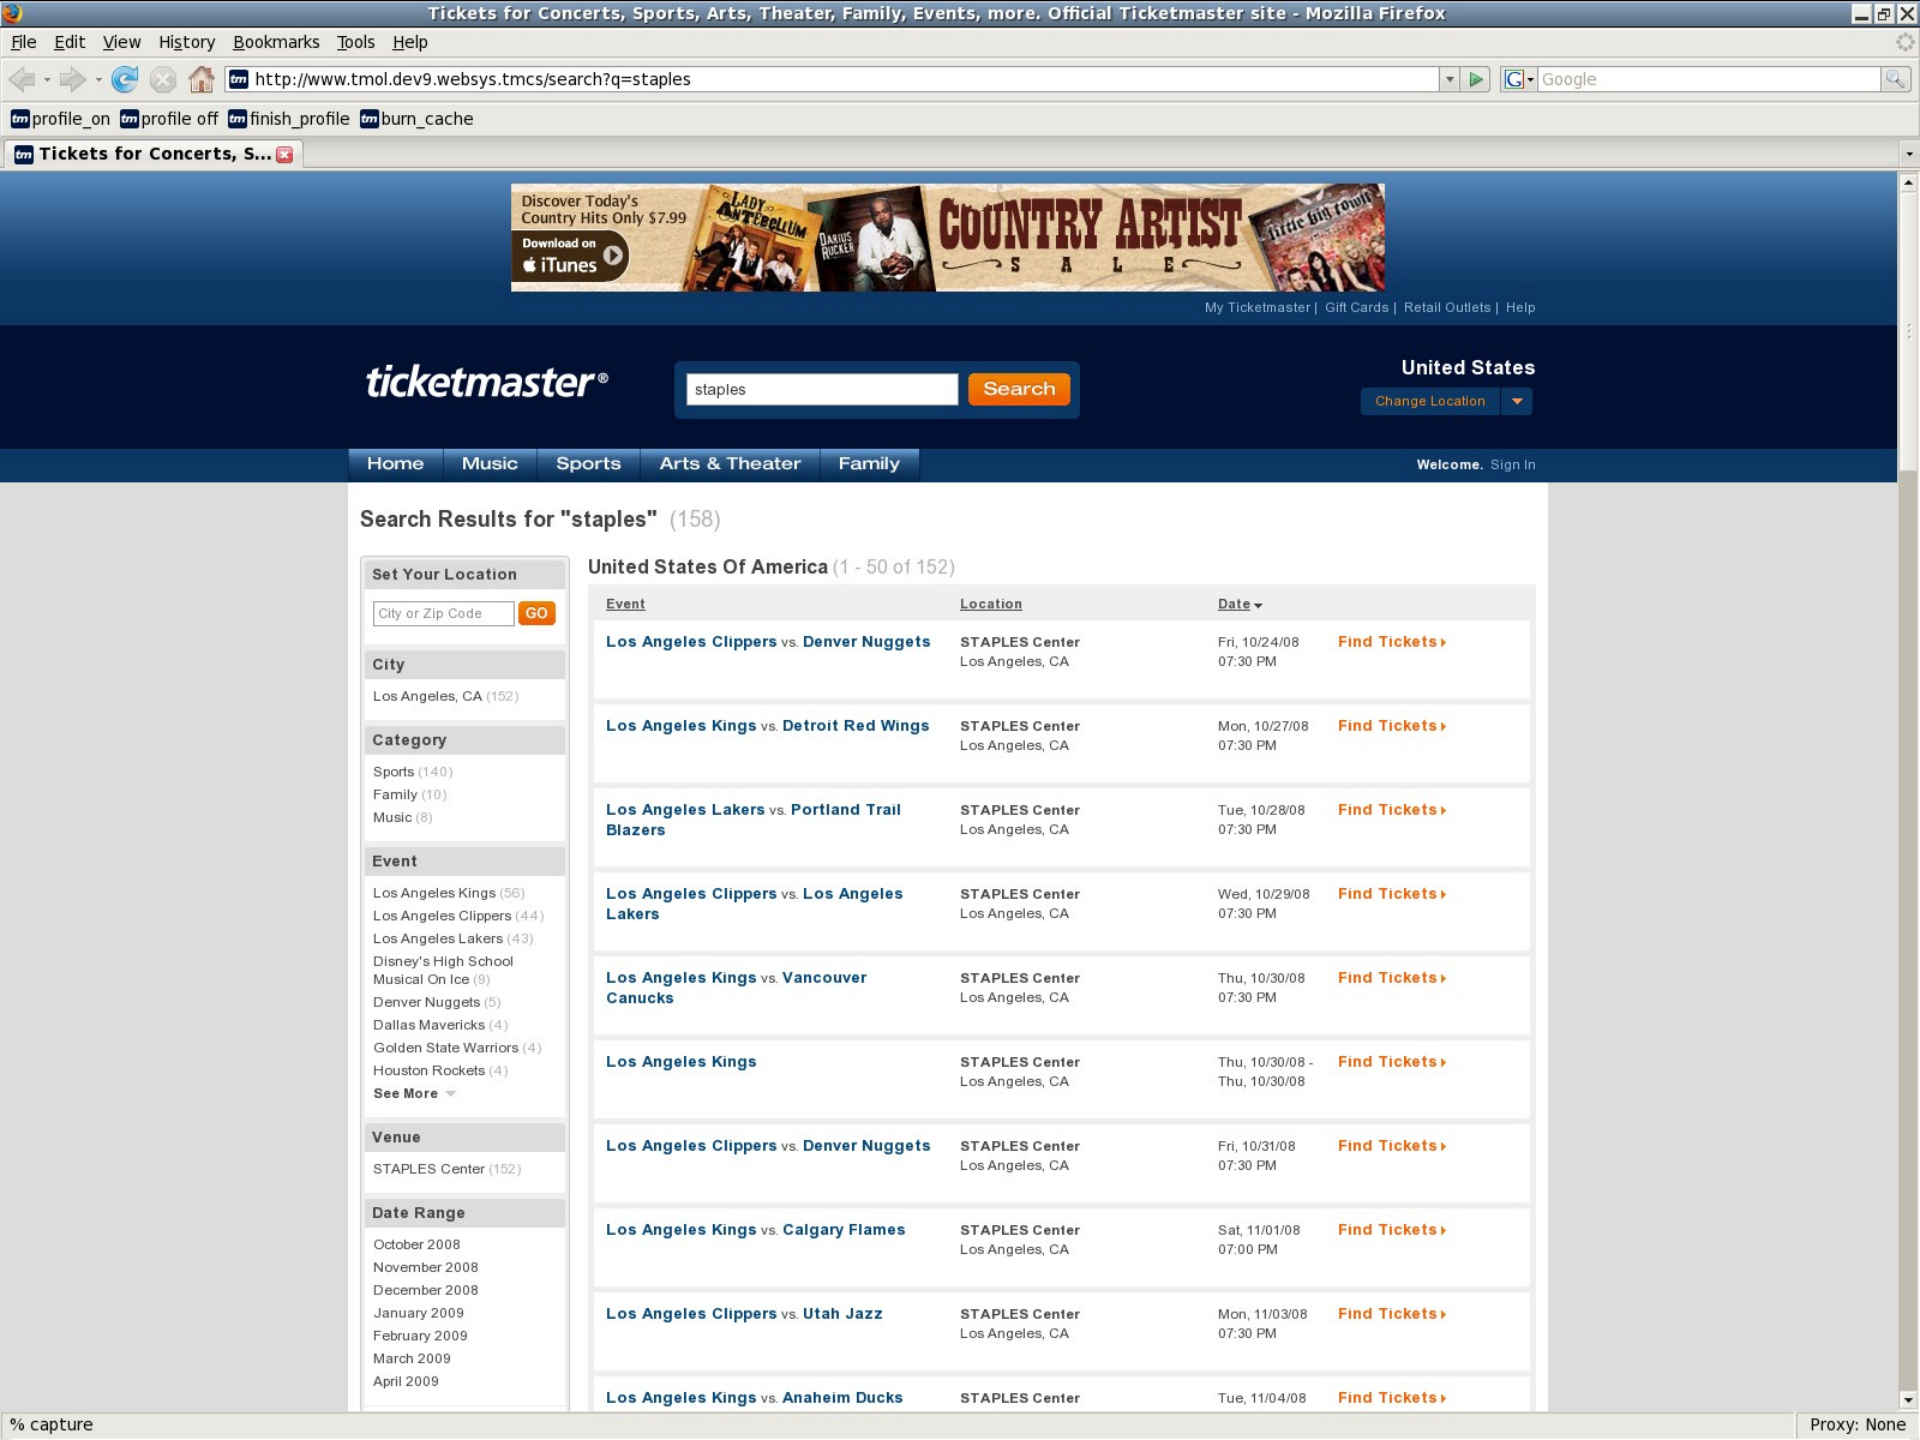 Tickets for Concerts, Sports, Arts, Theater, Family, Events, more. Official Ticketmaster site - Mozilla Firefox
File Edit View History Bookmarks Tools Help
tm http://www.tmol.dev9.websys.tmcs/search?q=staples G Google
tm profile_on tm profile off tm finish_profile tm burn_cache
tm Tickets for Concerts, S...
Discover Today's
Country Hits Only $7.99
Download on
iTunes
LADY
ANTEBELLUM
DARIUS
RUCKER
COUNTRY ARTIST
SALE
little big town
My Ticketmaster | Gift Cards | Retail Outlets | Help
ticketmaster®
staples Search
United States
Change Location
Home Music Sports Arts & Theater Family
Welcome. Sign In
Search Results for "staples" (158)
Set Your Location
City or Zip Code GO
City
Los Angeles, CA (152)
Category
Sports (140)
Family (10)
Music (8)
Event
Los Angeles Kings (56)
Los Angeles Clippers (44)
Los Angeles Lakers (43)
Disney's High School
Musical On Ice (9)
Denver Nuggets (5)
Dallas Mavericks (4)
Golden State Warriors (4)
Houston Rockets (4)
See More
Venue
STAPLES Center (152)
Date Range
October 2008
November 2008
December 2008
January 2009
February 2009
March 2009
April 2009
United States Of America (1 - 50 of 152)
Event Location Date
Los Angeles Clippers vs. Denver Nuggets STAPLES Center Fri, 10/24/08 Find Tickets
Los Angeles, CA 07:30 PM
Los Angeles Kings vs. Detroit Red Wings STAPLES Center Mon, 10/27/08 Find Tickets
Los Angeles, CA 07:30 PM
Los Angeles Lakers vs. Portland Trail STAPLES Center Tue, 10/28/08 Find Tickets
Blazers Los Angeles, CA 07:30 PM
Los Angeles Clippers vs. Los Angeles STAPLES Center Wed, 10/29/08 Find Tickets
Lakers Los Angeles, CA 07:30 PM
Los Angeles Kings vs. Vancouver STAPLES Center Thu, 10/30/08 Find Tickets
Canucks Los Angeles, CA 07:30 PM
Los Angeles Kings STAPLES Center Thu, 10/30/08 - Find Tickets
Los Angeles, CA Thu, 10/30/08
Los Angeles Clippers vs. Denver Nuggets STAPLES Center Fri, 10/31/08 Find Tickets
Los Angeles, CA 07:30 PM
Los Angeles Kings vs. Calgary Flames STAPLES Center Sat, 11/01/08 Find Tickets
Los Angeles, CA 07:00 PM
Los Angeles Clippers vs. Utah Jazz STAPLES Center Mon, 11/03/08 Find Tickets
Los Angeles, CA 07:30 PM
Los Angeles Kings vs. Anaheim Ducks STAPLES Center Tue, 11/04/08 Find Tickets
% capture Proxy: None